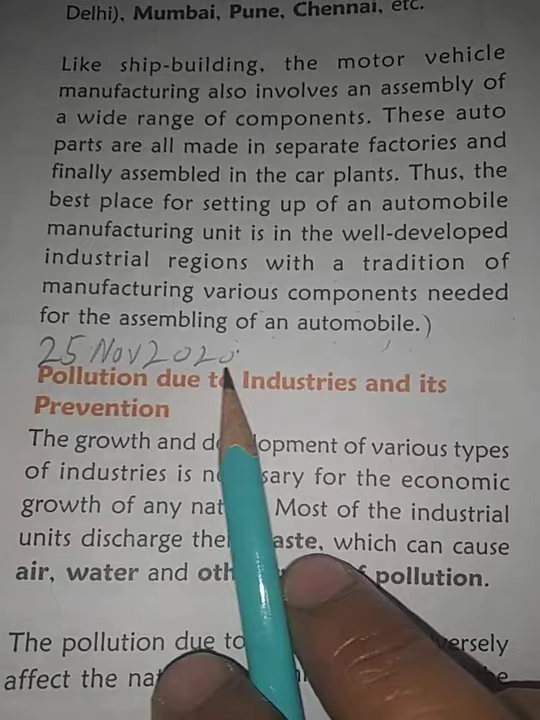 Delhi), Mumbai, Pune, Chennai, etc.
Like ship-building, the motor vehicle
manufacturing also involves an assembly of
a wide range of components. These auto
parts are all made in separate factories and
finally assembled in the car plants. Thus, the
best place for setting up of an automobile
manufacturing unit is in the well-developed
industrial regions with a tradition of
manufacturing various components needed
for the assembling of an automobile.)
25 Nov 2020
Pollution due to Industries and its
Prevention
The growth and development of various types
of industries is necessary for the economic
growth of any Most of the industrial
units discharge their waste, which can cause
air, water and pollution.
The pollution due to
affect the